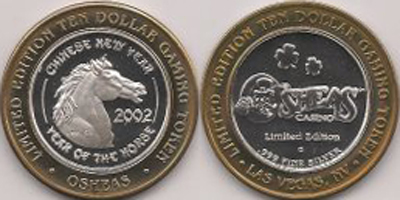 LIMITED EDITION TEN DOLLAR GAMING TOKEN
CHINESE NEW YEAR
2002
YEAR OF THE HORSE
OSHEAS
LIMITED EDITION TEN DOLLAR GAMING TOKEN
O'SHEAS
CASINO
Limited Edition
.999 FINE SILVER
LAS VEGAS, NV